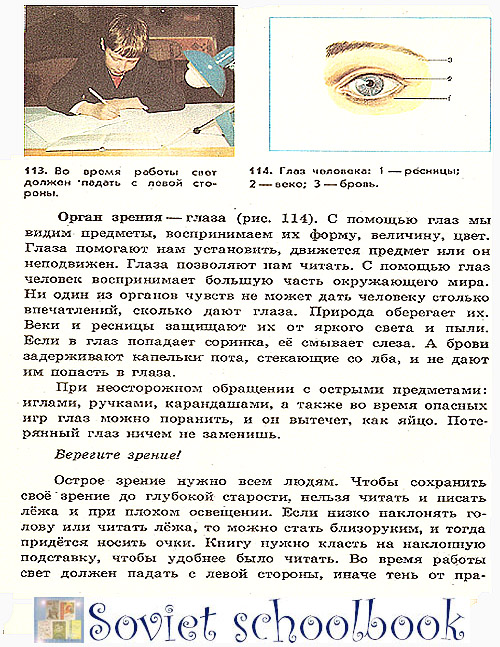 3
2
1
113. Во время работы свет
должен падать с левой сто-
роны.
114. Глаз человека: 1 — ресницы;
2 — веко; 3 — бровь.
Орган зрения — глаза (рис. 114). С помощью глаз мы
видим предметы, воспринимаем их форму, величину, цвет.
Глаза помогают нам установить, движется предмет или он
неподвижен. Глаза позволяют нам читать. С помощью глаз
человек воспринимает большую часть окружающего мира.
Ни один из органов чувств не может дать человеку столько
впечатлений, сколько дают глаза. Природа оберегает их.
Веки и ресницы защищают их от яркого света и пыли.
Если в глаз попадает соринка, её смывает слеза. А брови
задерживают капельки пота, стекающие со лба, и не дают
им попасть в глаза.
При неосторожном обращении с острыми предметами:
иглами, ручками, карандашами, а также во время опасных
игр глаз можно поранить, и он вытечет, как яйцо. Поте-
рянный глаз ничем не заменишь.
Берегите зрение!
Острое зрение нужно всем людям. Чтобы сохранить
своё зрение до глубокой старости, нельзя читать и писать
лёжа и при плохом освещении. Если низко наклонять го-
лову или читать лёжа, то можно стать близоруким, и тогда
придётся носить очки. Книгу нужно класть на наклонную
подставку, чтобы удобнее было читать. Во время работы
свет должен падать с левой стороны, иначе тень от пра-
Soviet schoolbook